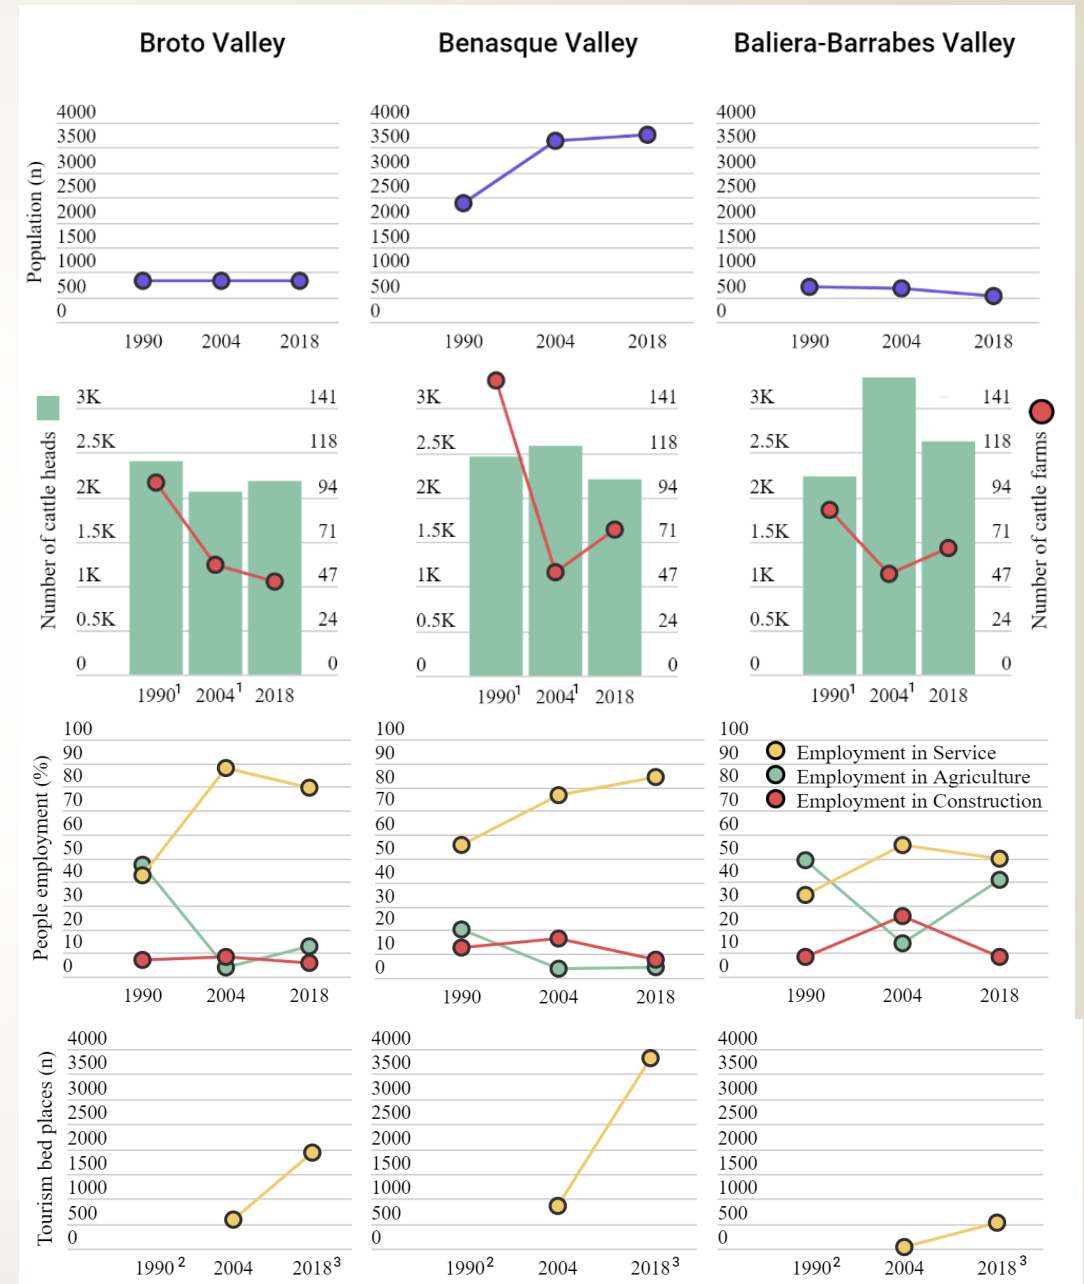 Broto Valley
Benasque Valley
Baliera-Barrabes Valley
Population (n)
4000
3500
3000
2500
2000
1500
1000
500
0
1990 2004 2018
4000
3500
3000
2500
2000
1500
1000
500
0
1990 2004 2018
4000
3500
3000
2500
2000
1500
1000
500
0
1990 2004 2018
Number of cattle heads
3K 141
2.5K 118
2K 94
1.5K 71
1K 47
0.5K 24
0 0
1990¹ 2004¹ 2018
3K 141
2.5K 118
2K 94
1.5K 71
1K 47
0.5K 24
0 0
1990¹ 2004¹ 2018
3K 141
2.5K 118
2K 94
1.5K 71
1K 47
0.5K 24
0 0
1990¹ 2004¹ 2018
Number of cattle farms
People employment (%)
100
90
80
70
60
50
40
30
20
10
0
1990 2004 2018
100
90
80
70
60
50
40
30
20
10
0
1990 2004 2018
100
90
80
70
60
50
40
30
20
10
0
1990 2004 2018
Employment in Service
Employment in Agriculture
Employment in Construction
Tourism bed places (n)
4000
3500
3000
2500
2000
1500
1000
500
0
1990² 2004 2018³
4000
3500
3000
2500
2000
1500
1000
500
0
1990² 2004 2018³
4000
3500
3000
2500
2000
1500
1000
500
0
1990² 2004 2018³